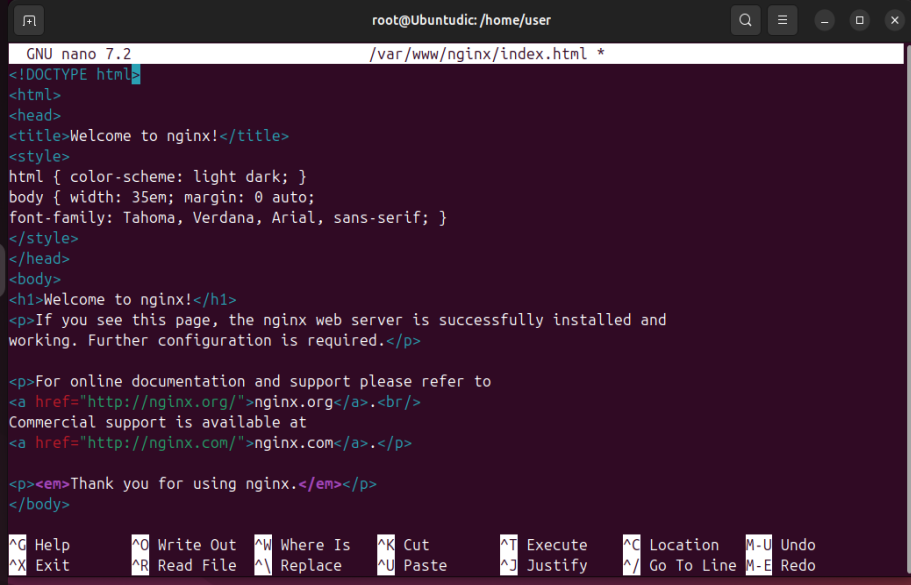 root@Ubuntudic: /home/user
GNU nano 7.2 /var/www/nginx/index.html *
<!DOCTYPE html>
<html>
<head>
<title>Welcome to nginx!</title>
<style>
html { color-scheme: light dark; }
body { width: 35em; margin: 0 auto;
font-family: Tahoma, Verdana, Arial, sans-serif; }
</style>
</head>
<body>
<h1>Welcome to nginx!</h1>
<p>If you see this page, the nginx web server is successfully installed and
working. Further configuration is required.</p>
<p>For online documentation and support please refer to
<a href="http://nginx.org/">nginx.org</a>.<br/>
Commercial support is available at
<a href="http://nginx.com/">nginx.com</a>.</p>
<p><em>Thank you for using nginx.</em></p>
</body>
^G Help ^O Write Out ^W Where Is ^K Cut ^T Execute ^C Location M-U Undo
^X Exit ^R Read File ^\ Replace ^U Paste ^J Justify ^/ Go To Line M-E Redo